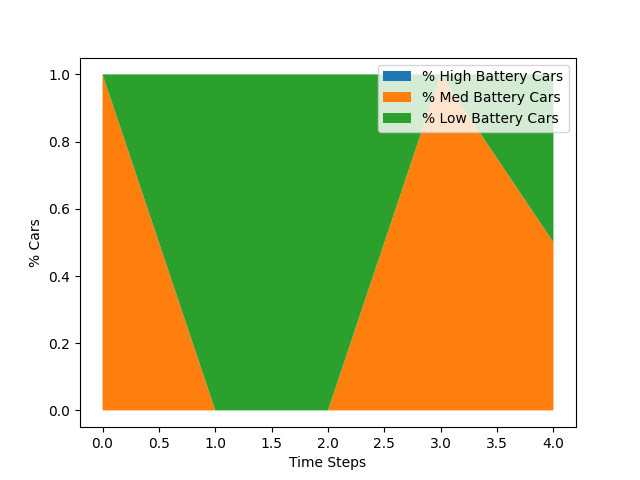 % High Battery Cars
% Med Battery Cars
% Low Battery Cars
1.0
0.8
0.6
0.4
0.2
0.0
% Cars
0.0 0.5 1.0 1.5 2.0 2.5 3.0 3.5 4.0
Time Steps